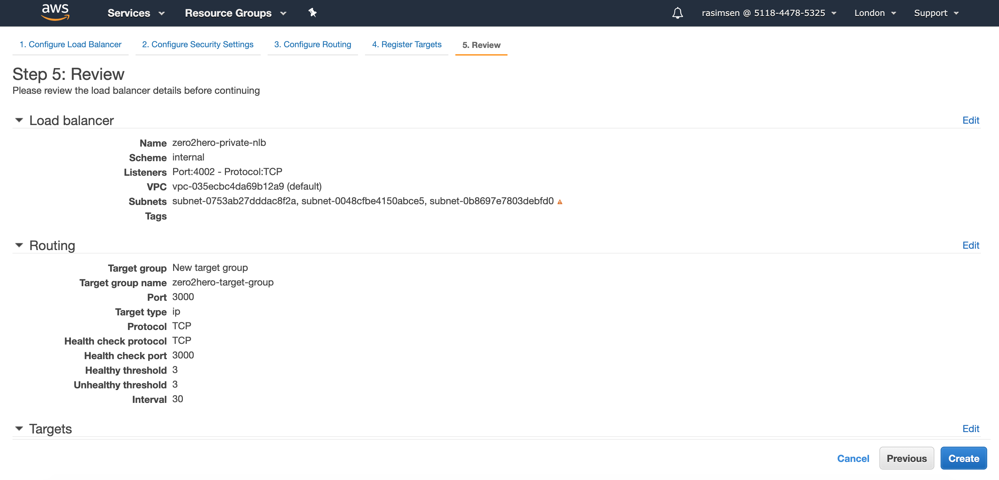 aws Services Resource Groups rasimsen @ 5118-4478-5325 London Support
1. Configure Load Balancer 2. Configure Security Settings 3. Configure Routing 4. Register Targets 5. Review
Step 5: Review
Please review the load balancer details before continuing
Load balancer Edit
Name zero2hero-private-nlb
Scheme internal
Listeners Port:4002 - Protocol:TCP
VPC vpc-035ecbc4da69b12a9 (default)
Subnets subnet-0753ab27dddac8f2a, subnet-0048cfbe4150abce5, subnet-0b8697e7803debfd0
Tags
Routing Edit
Target group New target group
Target group name zero2hero-target-group
Port 3000
Target type ip
Protocol TCP
Health check protocol TCP
Health check port 3000
Healthy threshold 3
Unhealthy threshold 3
Interval 30
Targets Edit
Cancel Previous Create